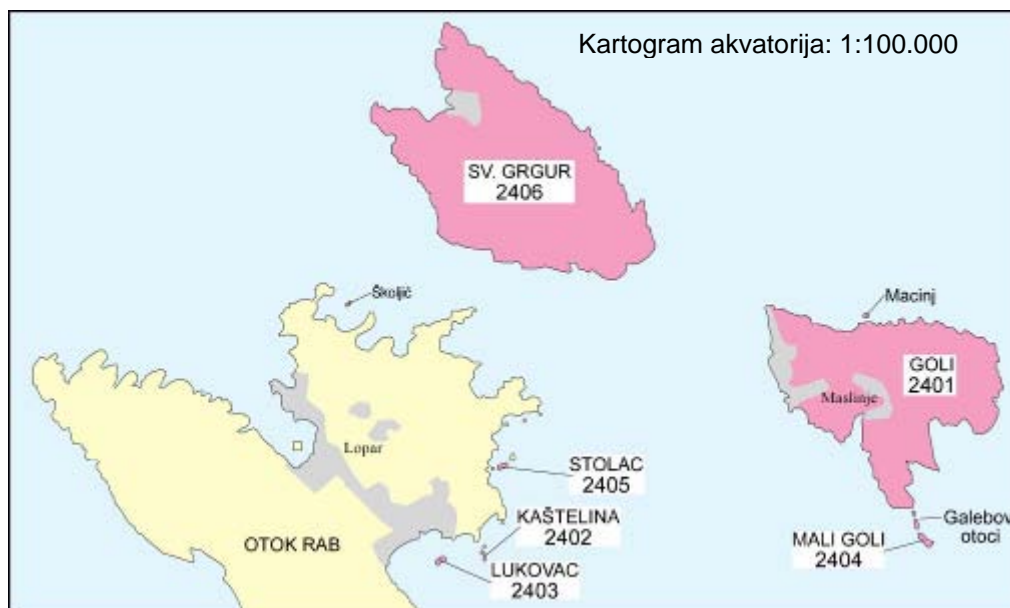 Kartogram akvatorija: 1:100.000
SV. GRGUR
2406
Školjić
Macinj
GOLI
2401
Maslinje
Lopar
STOLAC
2405
KAŠTELINA
2402
OTOK RAB
LUKOVAC
2403
Galebov
otoci
MALI GOLI
2404